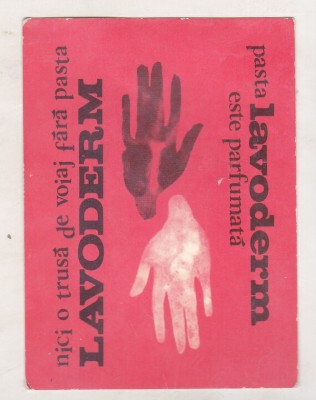 nici o trusă de voiaj fără pasta
LAVODERM
pasta lavoderm
este parfumată